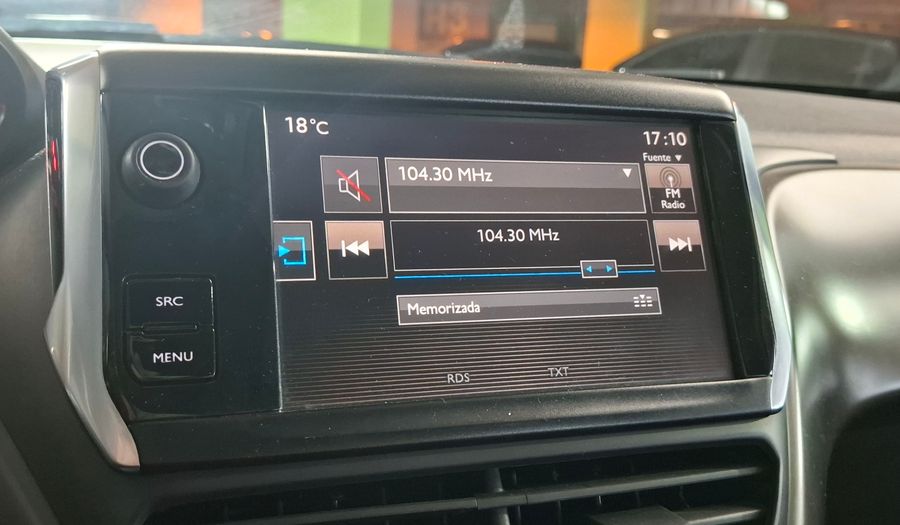 18°C
17:10
Fuente ▼
104.30 MHz
FM
Radio
104.30 MHz
SRC
Memorizada
MENU
RDS
TXT